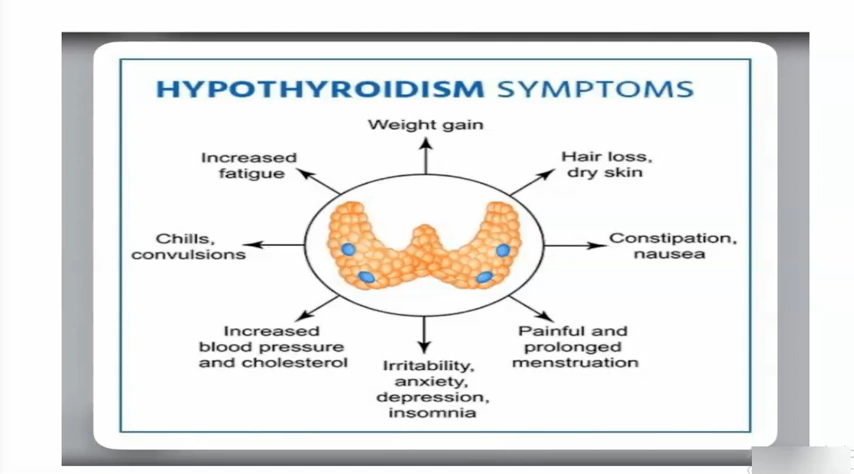 HYPOTHYROIDISM SYMPTOMS
Weight gain
Increased
fatigue
Hair loss,
dry skin
Chills,
convulsions
Constipation,
nausea
Increased
blood pressure
and cholesterol
Irritability,
anxiety,
depression,
insomnia
Painful and
prolonged
menstruation